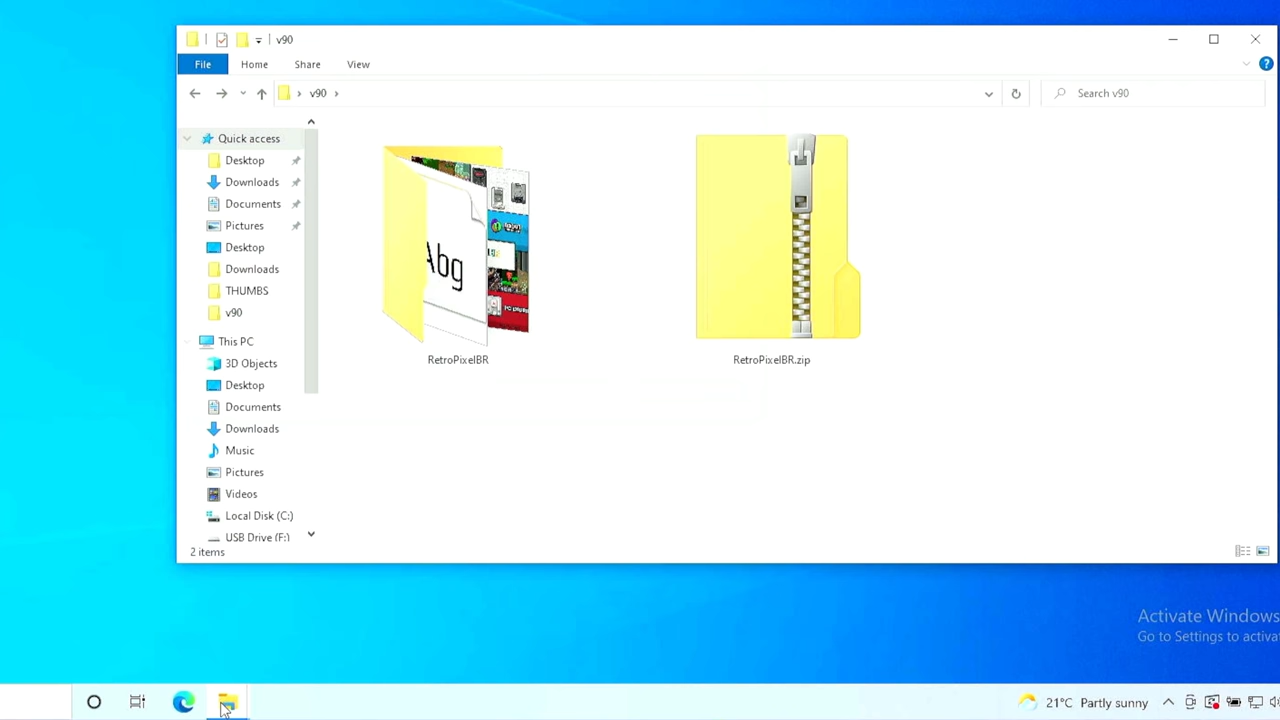 v90
File Home Share View
v90
Search v90
Quick access
Desktop
Downloads
Documents
Pictures
Desktop
Downloads
THUMBS
v90
This PC
3D Objects
Desktop
Documents
Downloads
Music
Pictures
Videos
Local Disk (C:)
USB Drive (F:)
Abg
RetroPixelBR
RetroPixelBR.zip
2 items
Activate Windows
Go to Settings to activa
21°C Partly sunny